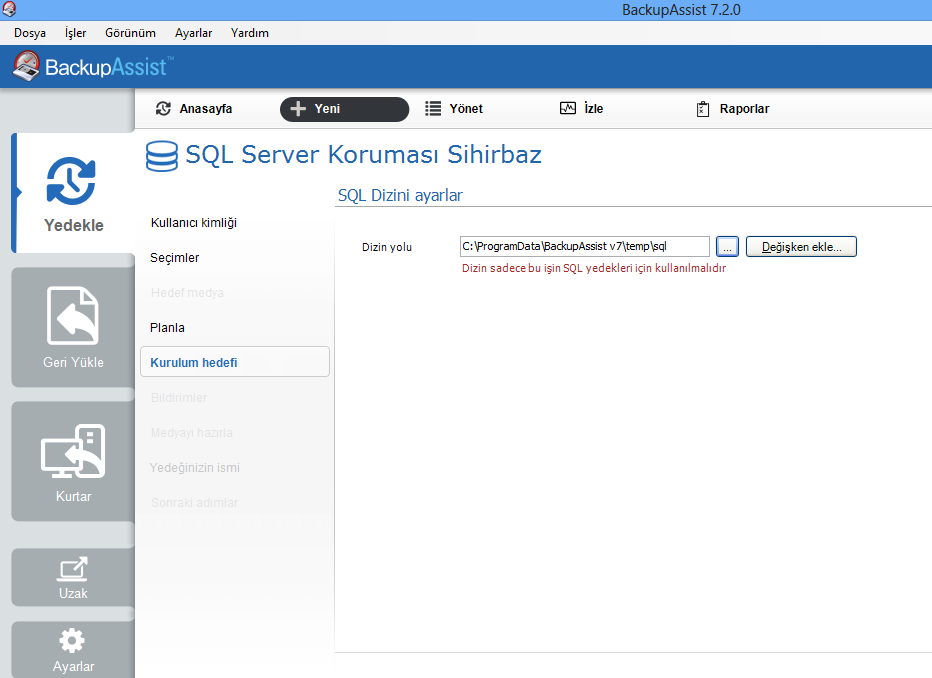 BackupAssist 7.2.0
Dosya İşler Görünüm Ayarlar Yardım
BackupAssist™
Anasayfa Yeni Yönet İzle Raporlar
SQL Server Koruması Sihirbaz
SQL Dizini ayarlar
Yedekle
Kullanıcı kimliği
Dizin yolu C:\ProgramData\BackupAssist v7\temp\sql ... Değişken ekle...
Seçimler
Dizin sadece bu işin SQL yedekleri için kullanılmalıdır
Hedef medya
Planla
Geri Yükle
Kurulum hedefi
Bildirimler
Medyayı hazırla
Yedeğinizin ismi
Kurtar
Sonraki adımlar
Uzak
Ayarlar